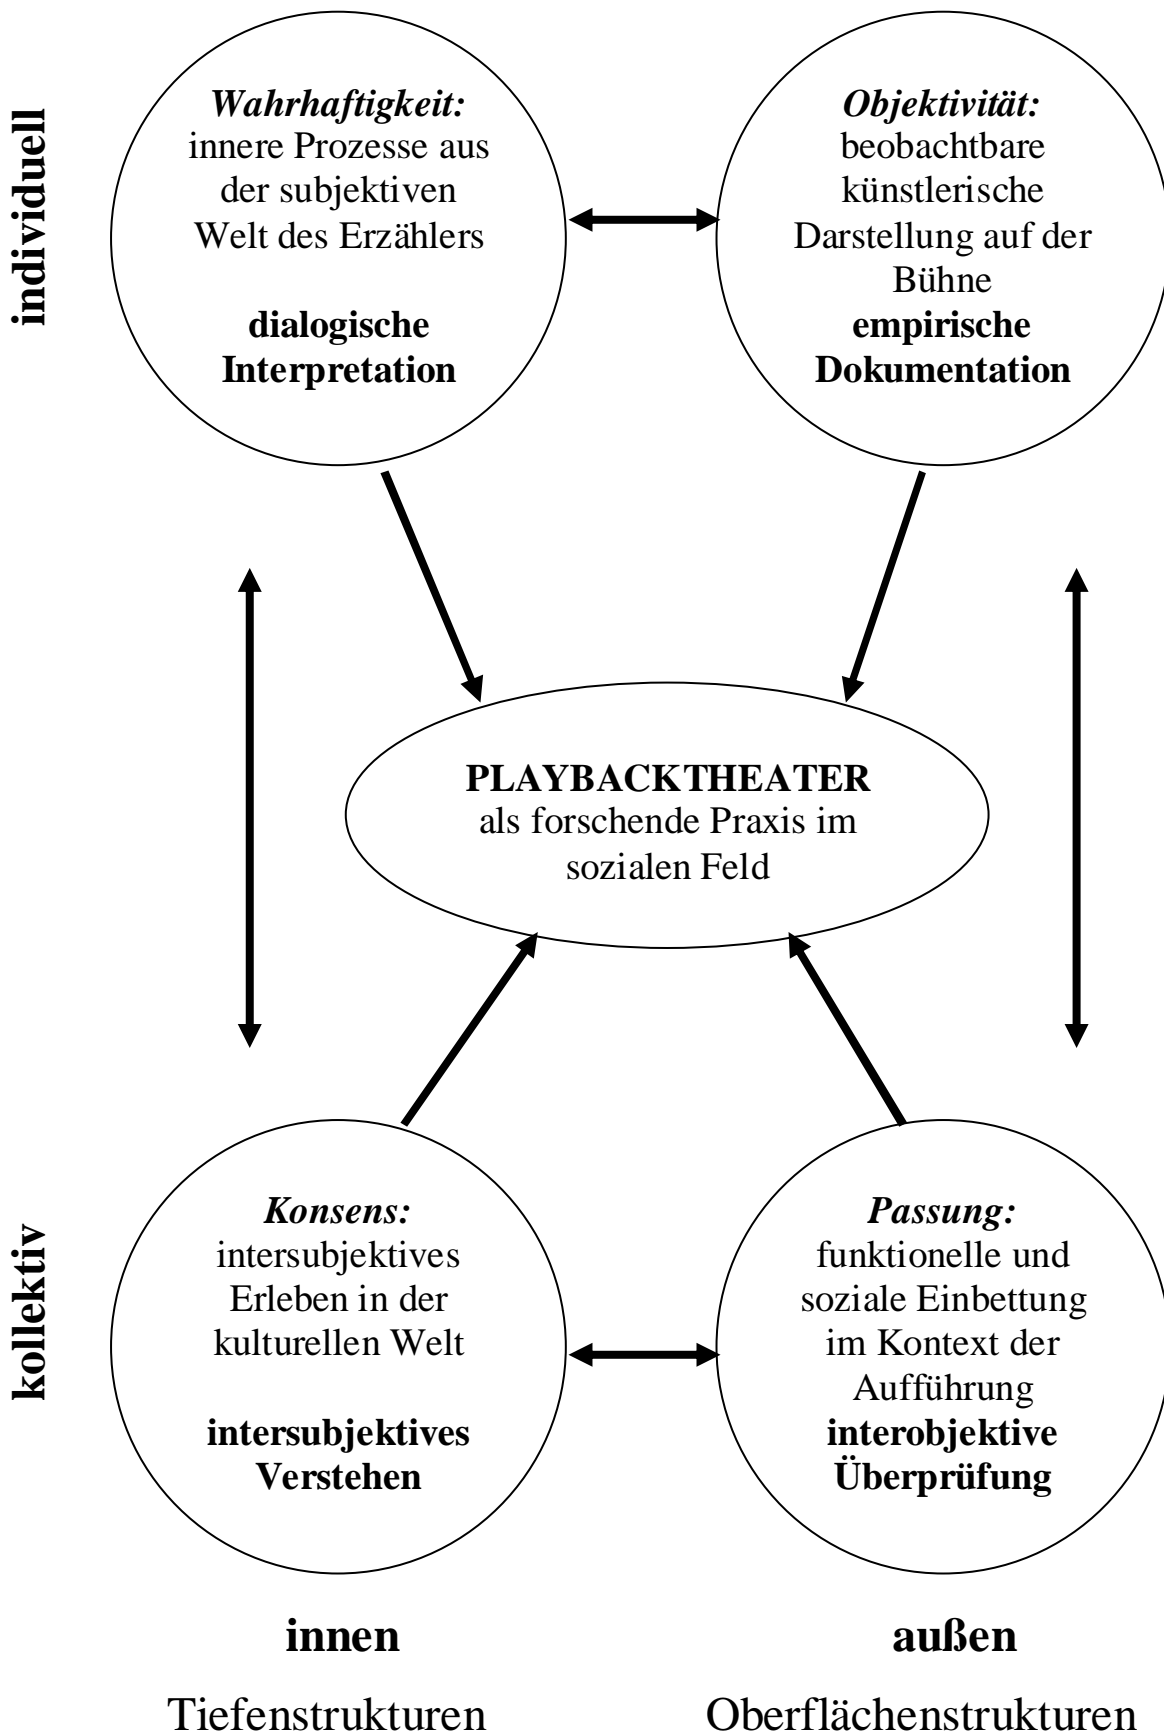 individuell
Wahrhaftigkeit:
innere Prozesse aus
der subjektiven
Welt des Erzählers
dialogische
Interpretation
Objektivität:
beobachtbare
künstlerische
Darstellung auf der
Bühne
empirische
Dokumentation
PLAYBACKTHEATER
als forschende Praxis im
sozialen Feld
kollektiv
Konsens:
intersubjektives
Erleben in der
kulturellen Welt
intersubjektives
Verstehen
Passung:
funktionelle und
soziale Einbettung
im Kontext der
Aufführung
interobjektive
Überprüfung
innen
außen
Tiefenstrukturen
Oberflächenstrukturen